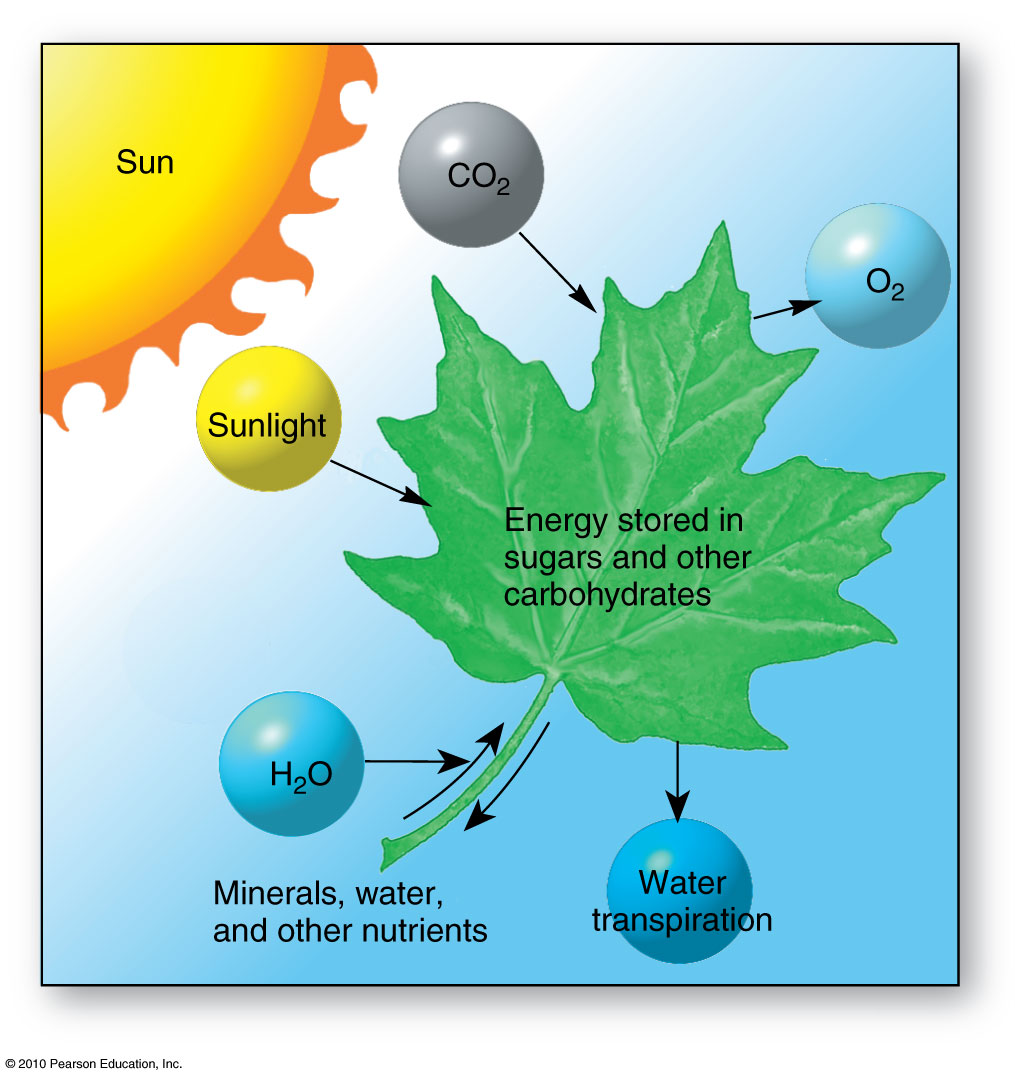 Sun
CO₂
O₂
Sunlight
Energy stored in
sugars and other
carbohydrates
H₂O
Minerals, water,
and other nutrients
Water
transpiration
© 2010 Pearson Education, Inc.